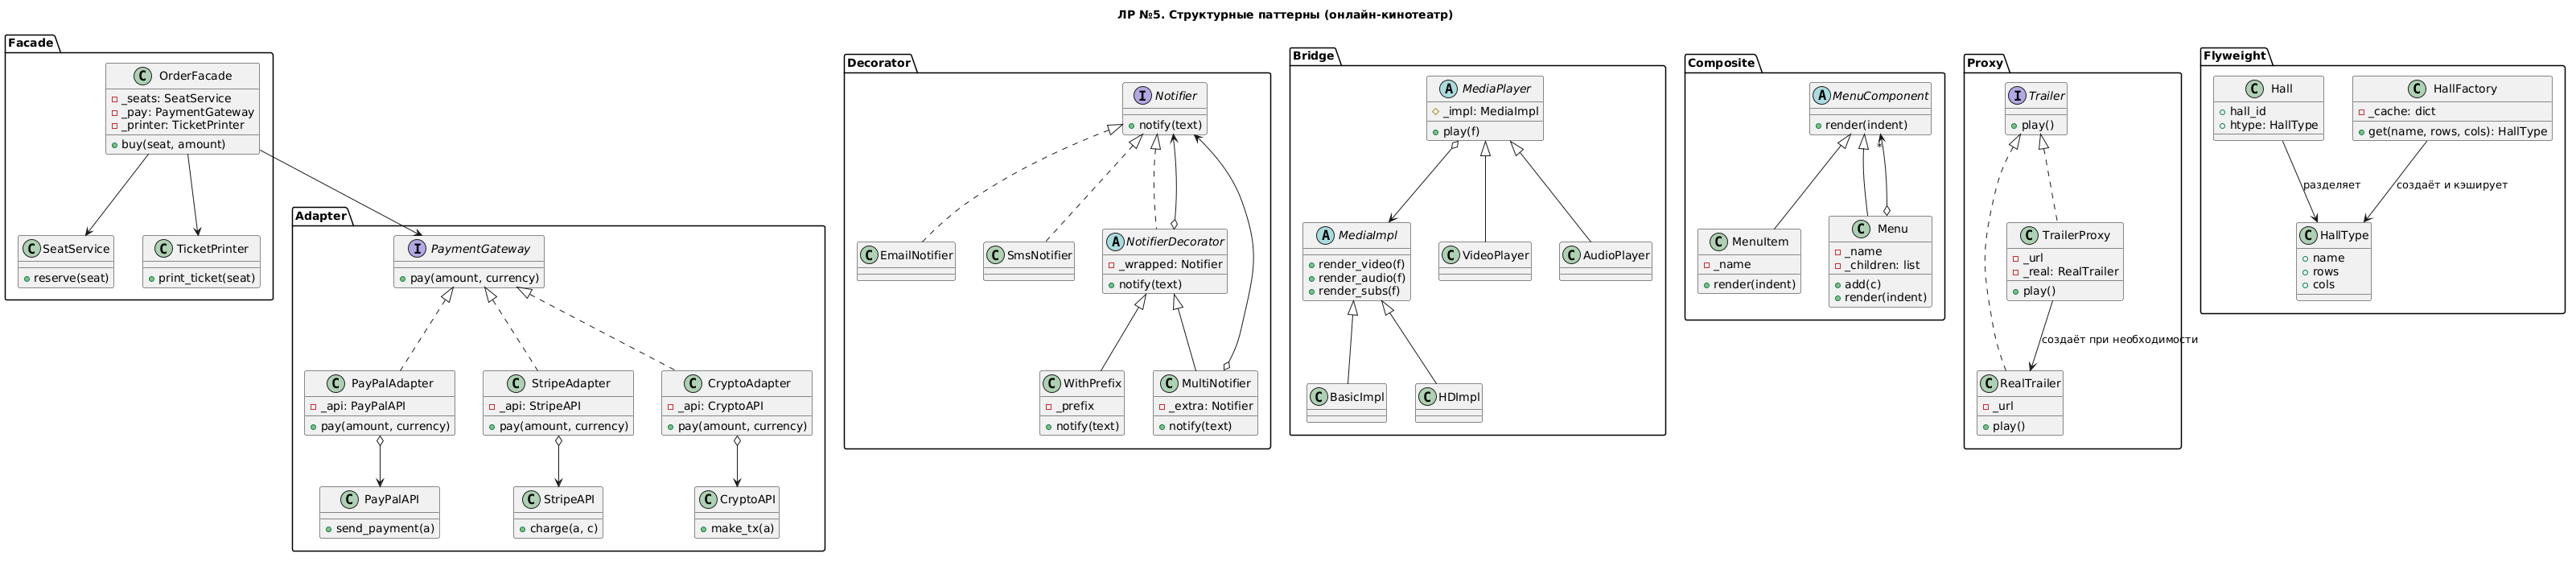 ЛР №5. Структурные паттерны (онлайн-кинотеатр)
Facade
C OrderFacade
_seats: SeatService
_pay: PaymentGateway
_printer: TicketPrinter
buy(seat, amount)
C SeatService
reserve(seat)
C TicketPrinter
print_ticket(seat)
Adapter
I PaymentGateway
pay(amount, currency)
C PayPalAdapter
_api: PayPalAPI
pay(amount, currency)
C StripeAdapter
_api: StripeAPI
pay(amount, currency)
C CryptoAdapter
_api: CryptoAPI
pay(amount, currency)
C PayPalAPI
send_payment(a)
C StripeAPI
charge(a, c)
C CryptoAPI
make_tx(a)
Decorator
I Notifier
notify(text)
C EmailNotifier
C SmsNotifier
A NotifierDecorator
_wrapped: Notifier
notify(text)
C WithPrefix
_prefix
notify(text)
C MultiNotifier
_extra: Notifier
notify(text)
Bridge
A MediaPlayer
_impl: MediaImpl
play(f)
A MediaImpl
render_video(f)
render_audio(f)
render_subs(f)
C VideoPlayer
C AudioPlayer
C BasicImpl
C HDImpl
Composite
A MenuComponent
render(indent)
*
C MenuItem
_name
render(indent)
C Menu
_name
_children: list
add(c)
render(indent)
Proxy
I Trailer
play()
C TrailerProxy
_url
_real: RealTrailer
play()
создаёт при необходимости
C RealTrailer
_url
play()
Flyweight
C Hall
hall_id
htype: HallType
C HallFactory
_cache: dict
get(name, rows, cols): HallType
разделяет
создаёт и кэширует
C HallType
name
rows
cols